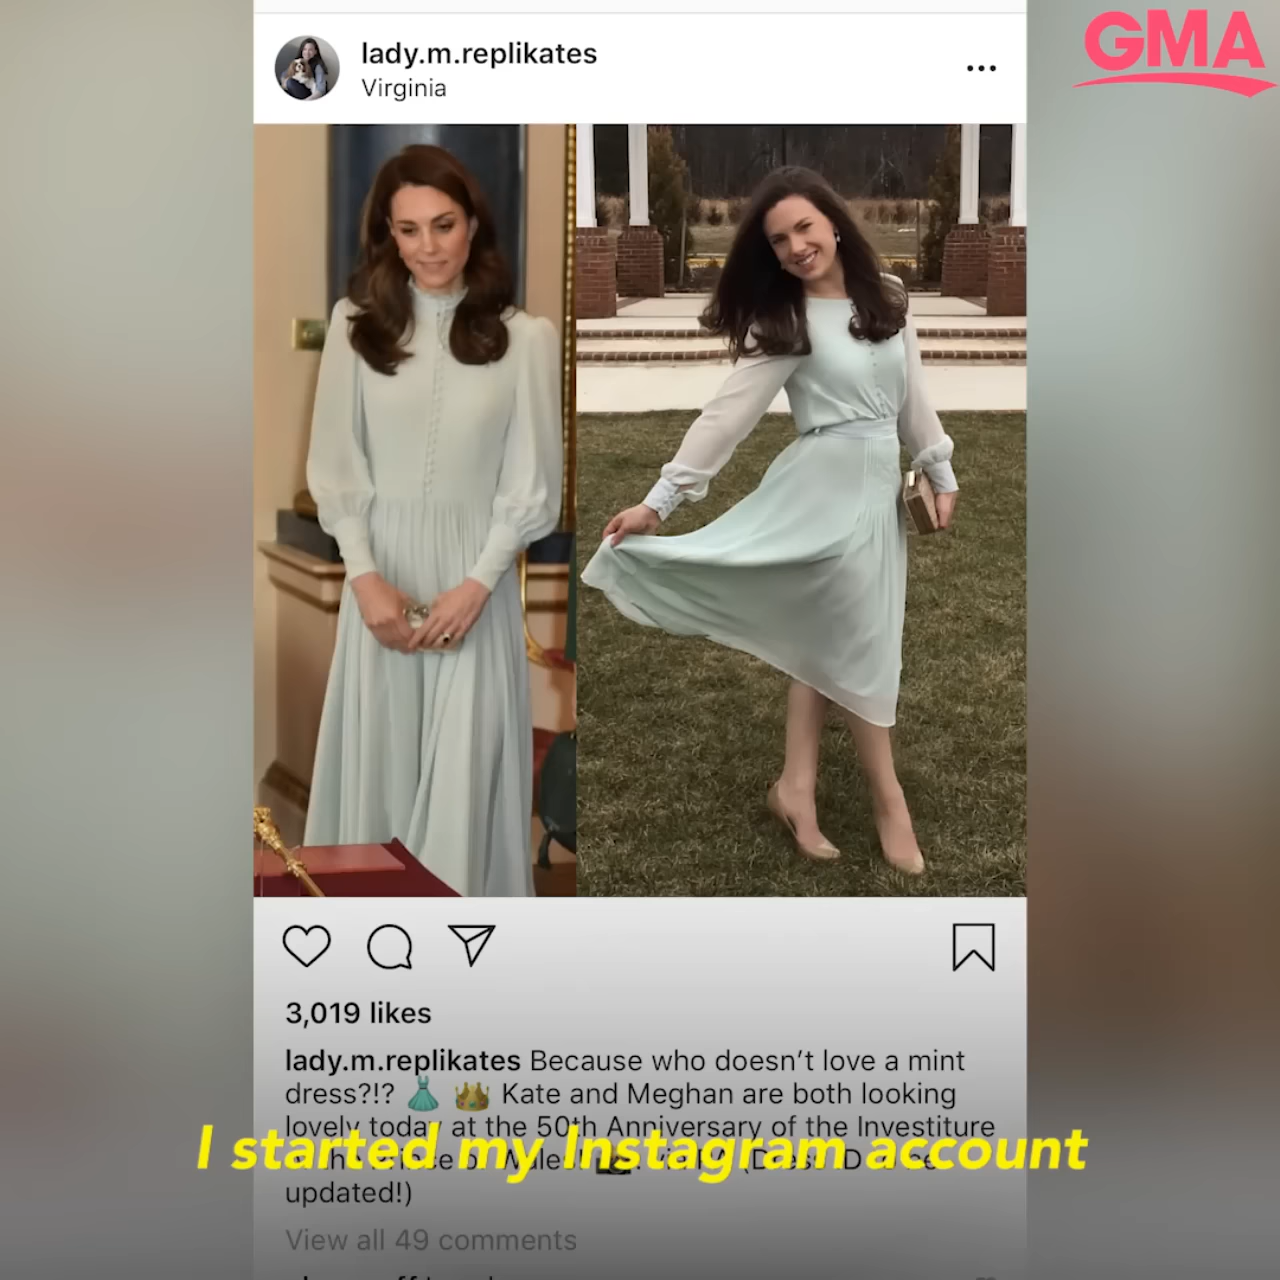 GMA
lady.m.replikates
Virginia
3,019 likes
lady.m.replikates Because who doesn't love a mint
dress?!? 👗 👑 Kate and Meghan are both looking
lovely today at the 50th Anniversary of the Investiture
I started my Instagram account
updated!)
View all 49 comments